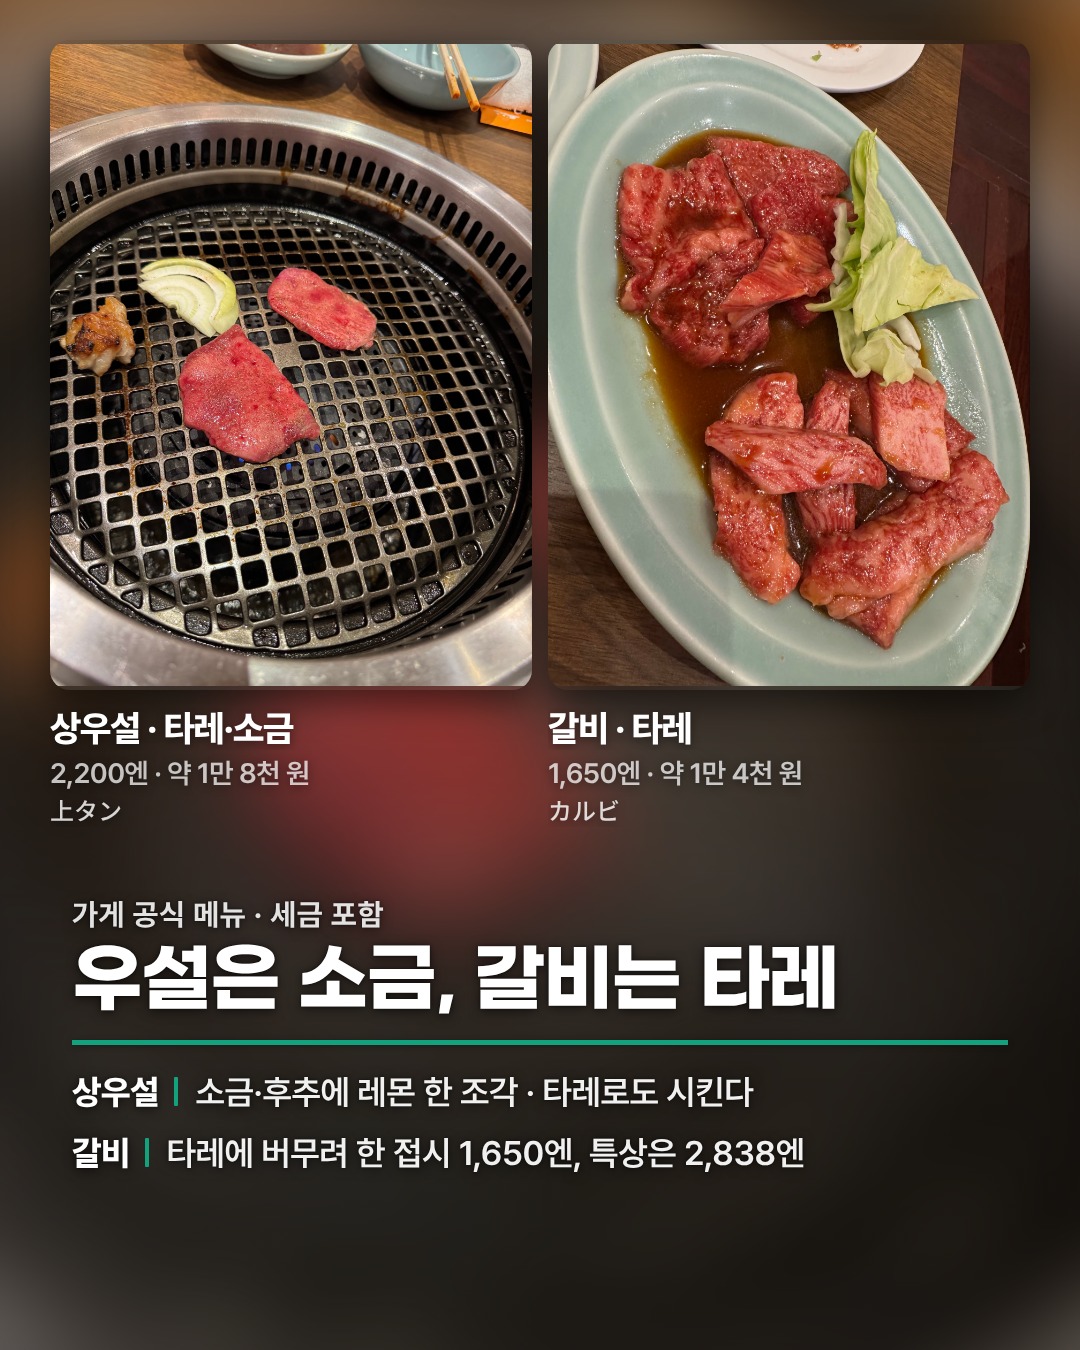 상우설 · 타레·소금
2,200엔 · 약 1만 8천 원
上タン
갈비 · 타레
1,650엔 · 약 1만 4천 원
カルビ
가게 공식 메뉴 · 세금 포함
우설은 소금, 갈비는 타레
상우설 | 소금·후추에 레몬 한 조각 · 타레로도 시킨다
갈비 | 타레에 버무려 한 접시 1,650엔, 특상은 2,838엔